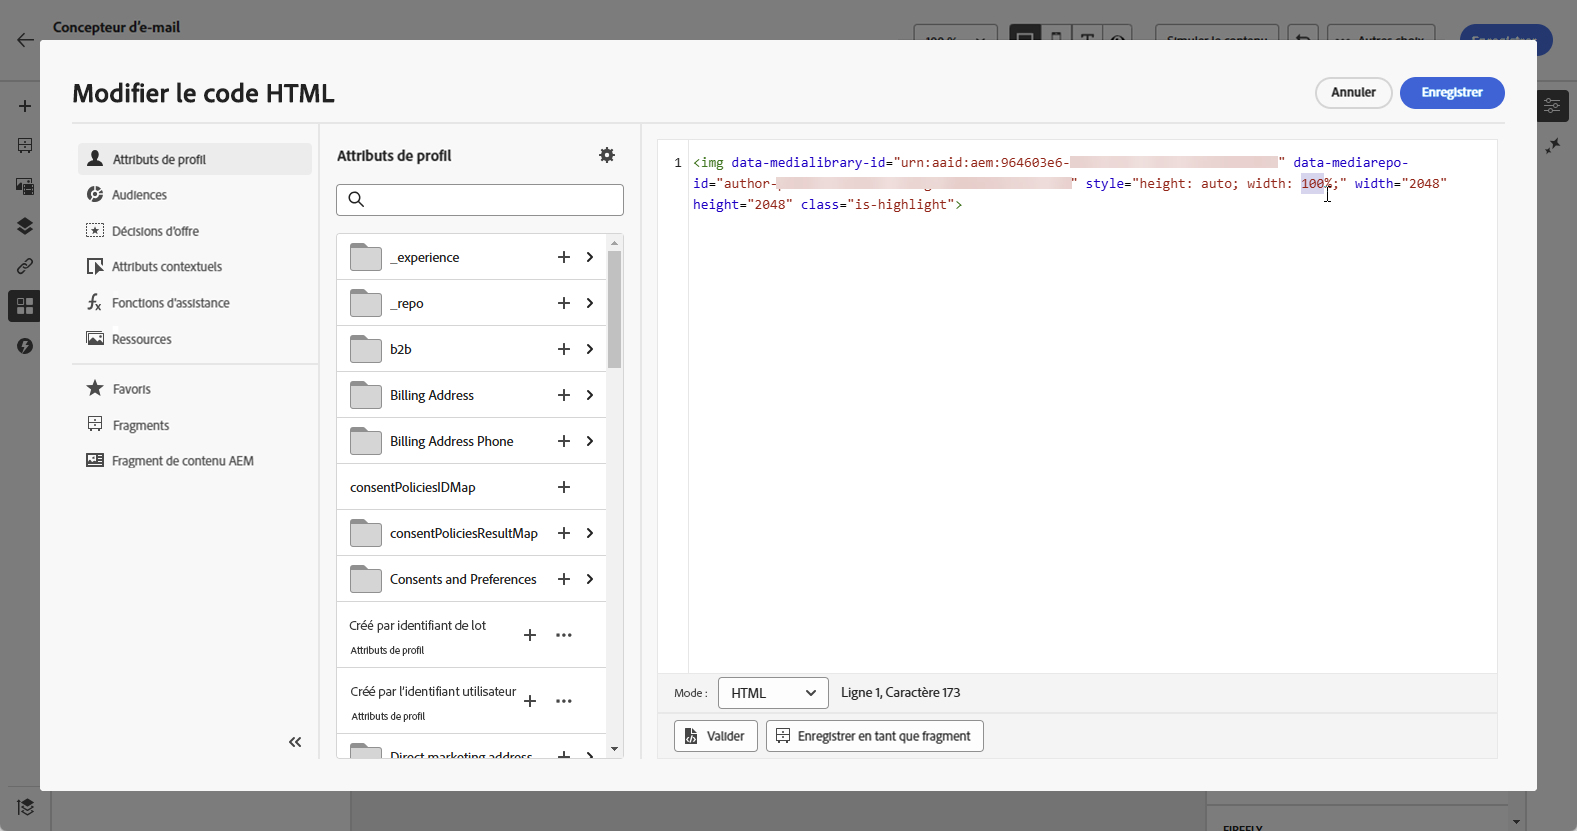 Concepteur d'e-mail
Modifier le code HTML
Annuler
Enregistrer
Attributs de profil
Audiences
Décisions d'offre
Attributs contextuels
Fonctions d'assistance
Ressources
Favoris
Fragments
Fragment de contenu AEM
Attributs de profil
_experience
_repo
b2b
Billing Address
Billing Address Phone
consentPoliciesIDMap
consentPoliciesResultMap
Consents and Preferences
Créé par identifiant de lot
Attributs de profil
Créé par l'identifiant utilisateur
Attributs de profil
Direct marketing address
1 <img data-medialibrary-id="urn:aaid:aem:964603e6- " data-mediarepo-
id="author- " style="height: auto; width: 100%;" width="2048"
height="2048" class="is-highlight">
Mode : HTML Ligne 1, Caractère 173
Valider
Enregistrer en tant que fragment